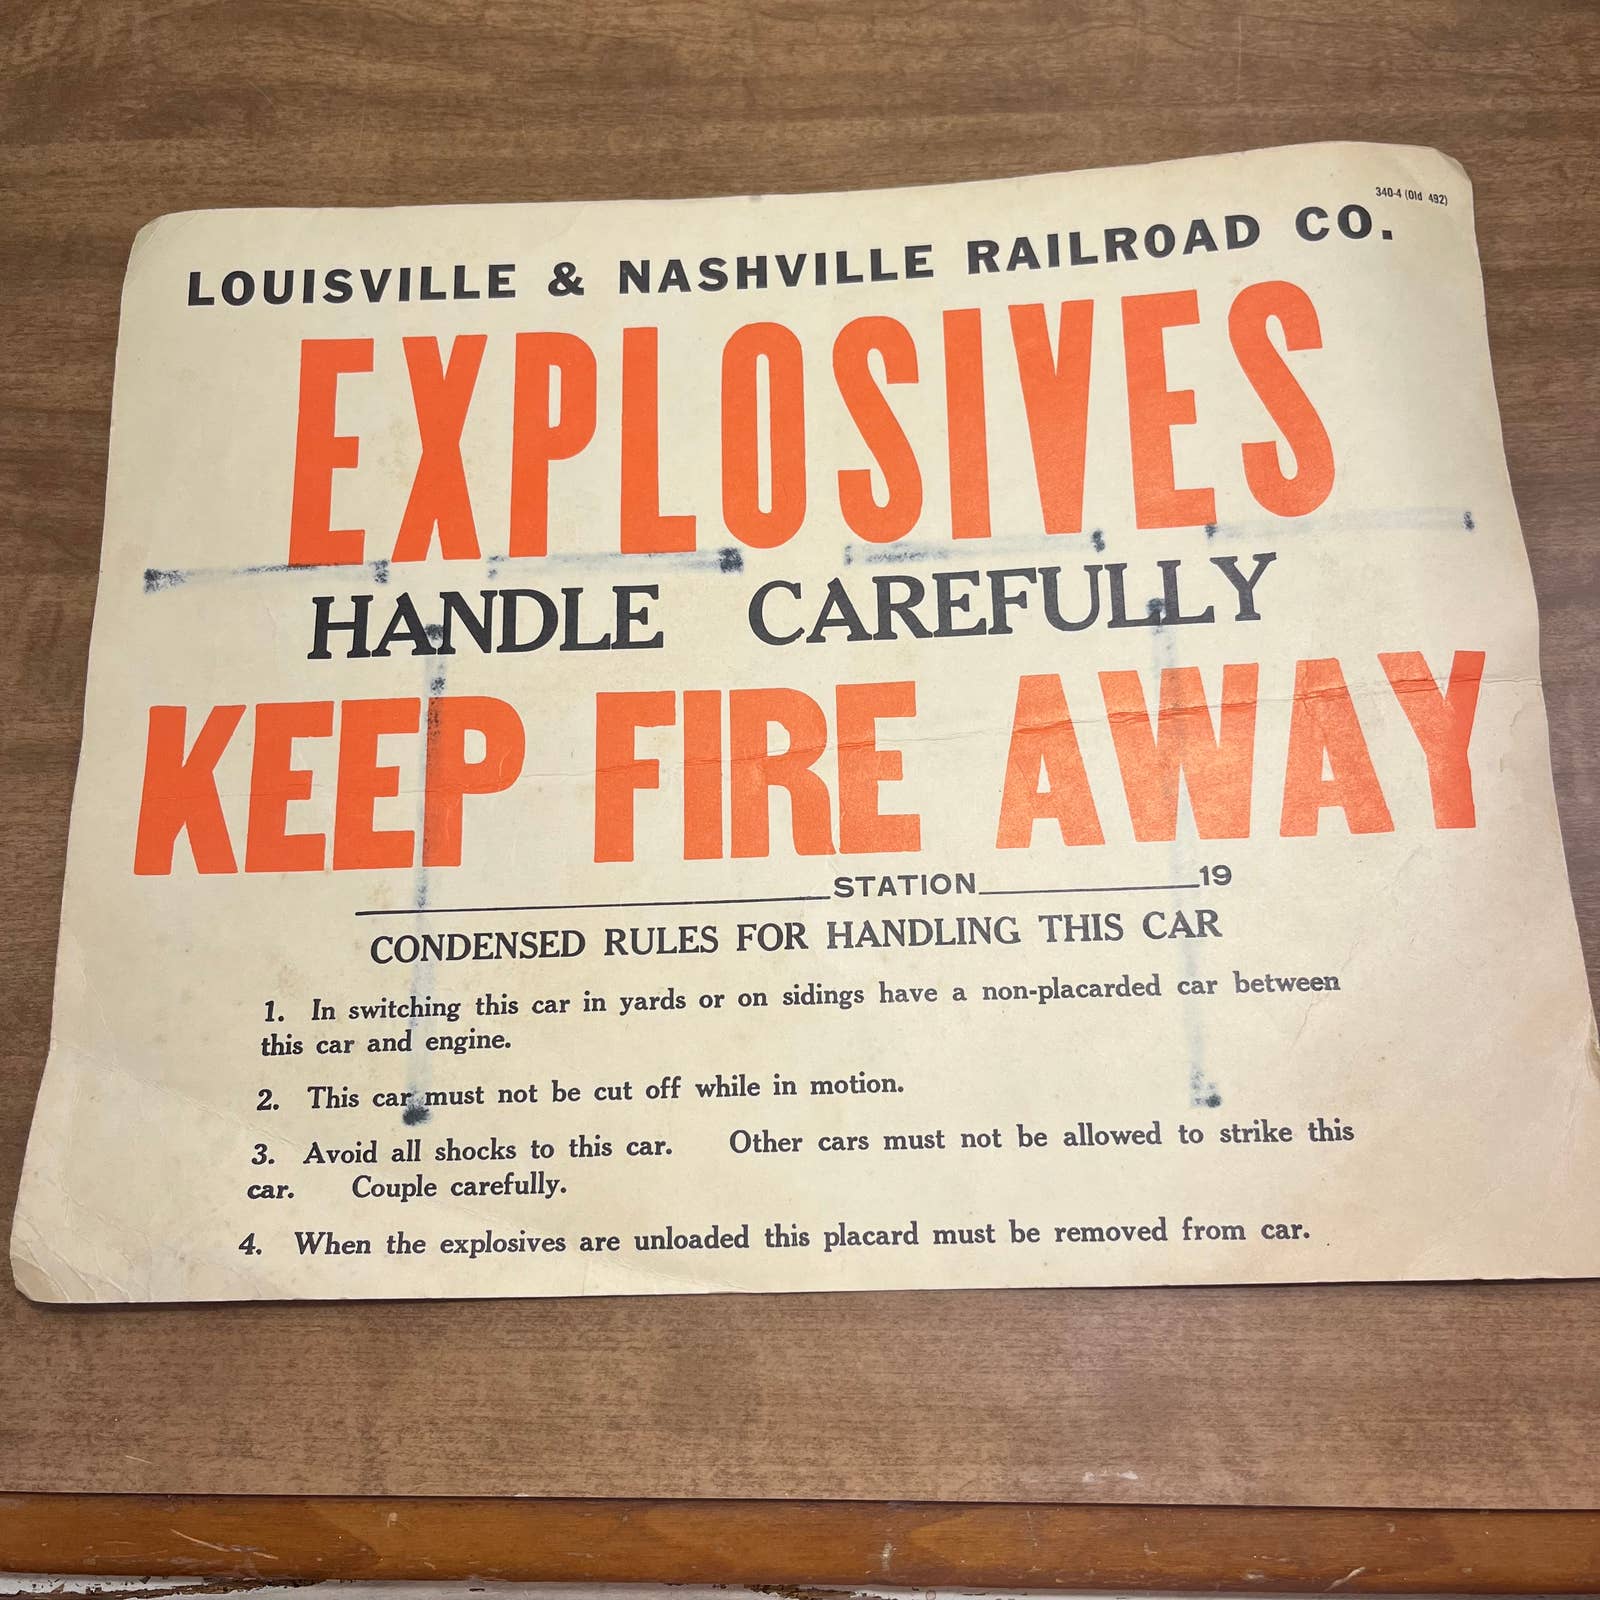 340-4 (Old 492)
LOUISVILLE & NASHVILLE RAILROAD CO.
EXPLOSIVES
HANDLE CAREFULLY
KEEP FIRE AWAY
STATION 19
CONDENSED RULES FOR HANDLING THIS CAR
1. In switching this car in yards or on sidings have a non-placarded car between
this car and engine.
2. This car must not be cut off while in motion.
3. Avoid all shocks to this car. Other cars must not be allowed to strike this
car. Couple carefully.
4. When the explosives are unloaded this placard must be removed from car.